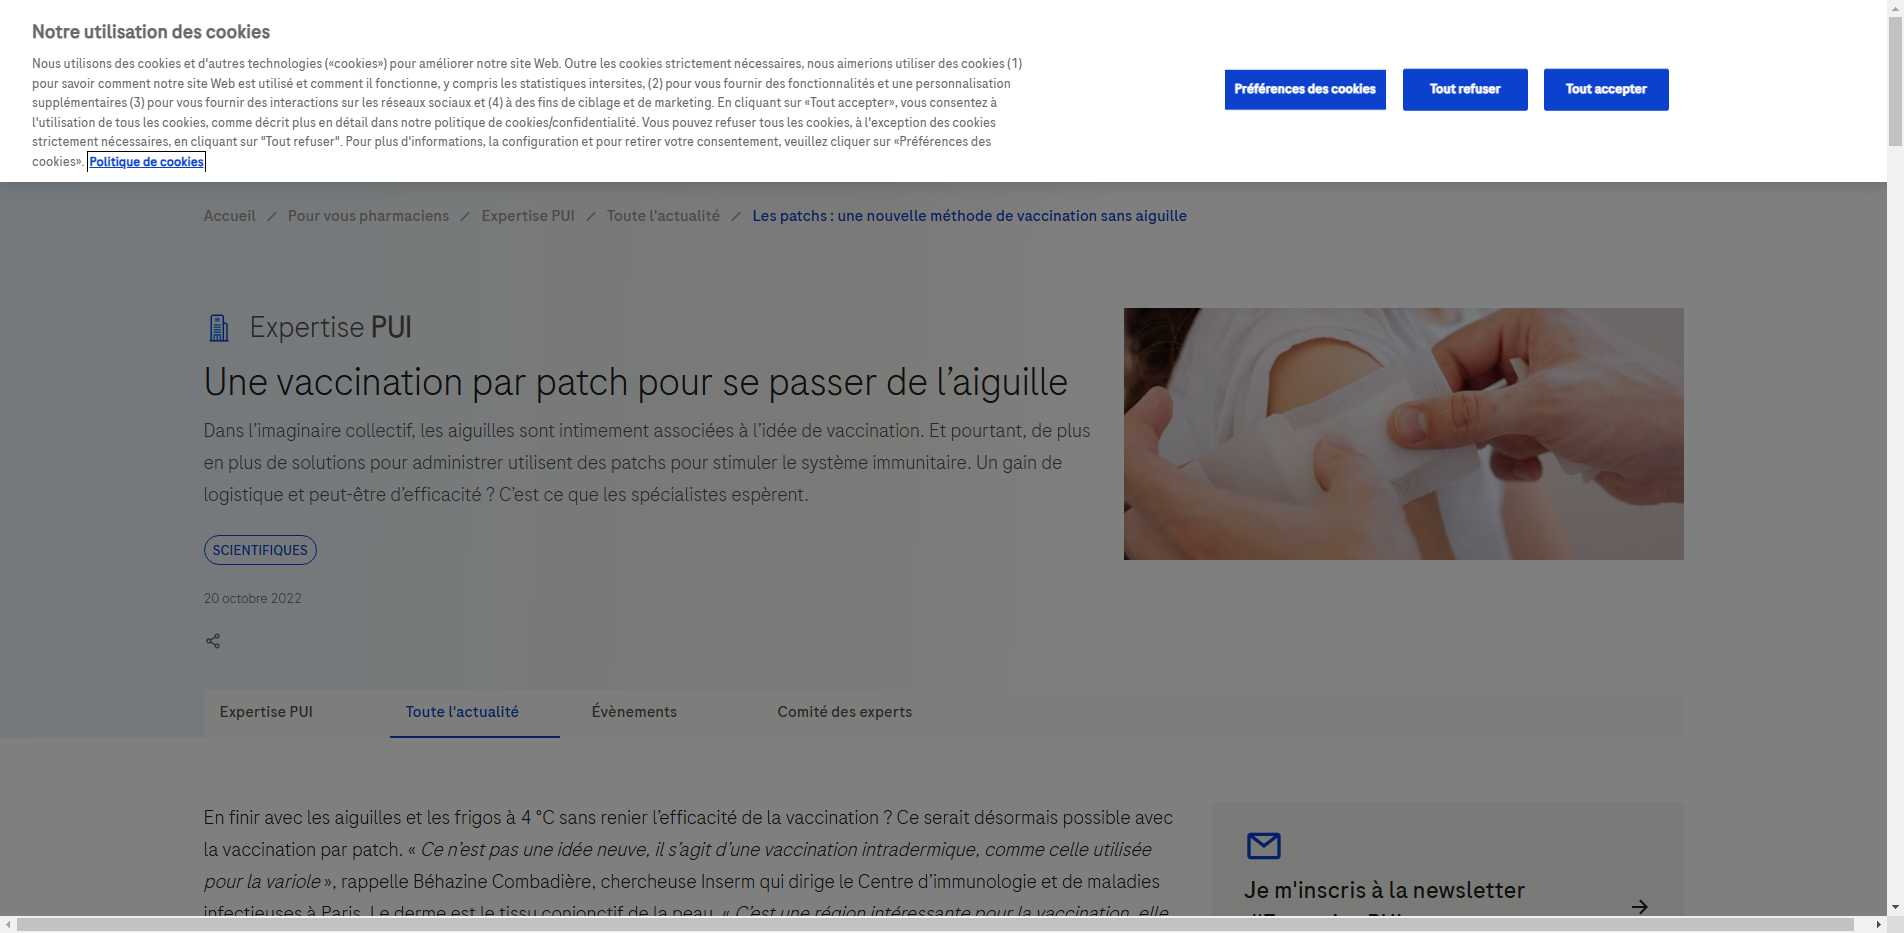 Notre utilisation des cookies
Nous utilisons des cookies et d'autres technologies («cookies») pour améliorer notre site Web. Outre les cookies strictement nécessaires, nous aimerions utiliser des cookies (1)
pour savoir comment notre site Web est utilisé et comment il fonctionne, y compris les statistiques intersites, (2) pour vous fournir des fonctionnalités et une personnalisation
supplémentaires (3) pour vous fournir des interactions sur les réseaux sociaux et (4) à des fins de ciblage et de marketing. En cliquant sur «Tout accepter», vous consentez à
l'utilisation de tous les cookies, comme décrit plus en détail dans notre politique de cookies/confidentialité. Vous pouvez refuser tous les cookies, à l'exception des cookies
strictement nécessaires, en cliquant sur "Tout refuser". Pour plus d'informations, la configuration et pour retirer votre consentement, veuillez cliquer sur «Préférences des
cookies». Politique de cookies
Préférences des cookies
Tout refuser
Tout accepter
Accueil / Pour vous pharmaciens / Expertise PUI / Toute l'actualité / Les patchs : une nouvelle méthode de vaccination sans aiguille
Expertise PUI
Une vaccination par patch pour se passer de l’aiguille
Dans l’imaginaire collectif, les aiguilles sont intimement associées à l’idée de vaccination. Et pourtant, de plus
en plus de solutions pour administrer utilisent des patchs pour stimuler le système immunitaire. Un gain de
logistique et peut-être d’efficacité ? C’est ce que les spécialistes espèrent.
SCIENTIFIQUES
20 octobre 2022
Expertise PUI
Toute l'actualité
Évènements
Comité des experts
En finir avec les aiguilles et les frigos à 4 °C sans renier l’efficacité de la vaccination ? Ce serait désormais possible avec
la vaccination par patch. « Ce n’est pas une idée neuve, il s’agit d’une vaccination intradermique, comme celle utilisée
pour la variole », rappelle Béhazine Combadière, chercheuse Inserm qui dirige le Centre d’immunologie et de maladies
infectieuses à Paris. Le derme est le tissu conjonctif de la peau. « C’est une région intéressante pour la vaccination, elle
Je m'inscris à la newsletter
d'Expertise PUI